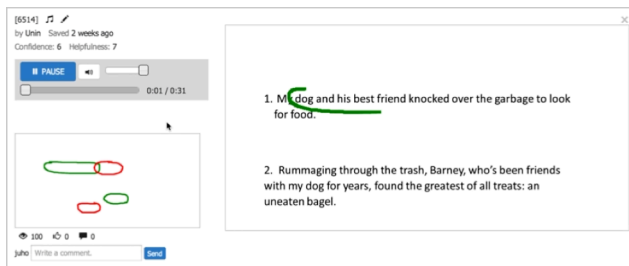 [6514]
by Unin Saved 2 weeks ago
Confidence: 6 Helpfulness: 7
PAUSE
0:01 / 0:31
100 0 0
juho Write a comment. Send
1. My dog and his best friend knocked over the garbage to look
for food.
2. Rummaging through the trash, Barney, who's been friends
with my dog for years, found the greatest of all treats: an
uneaten bagel.